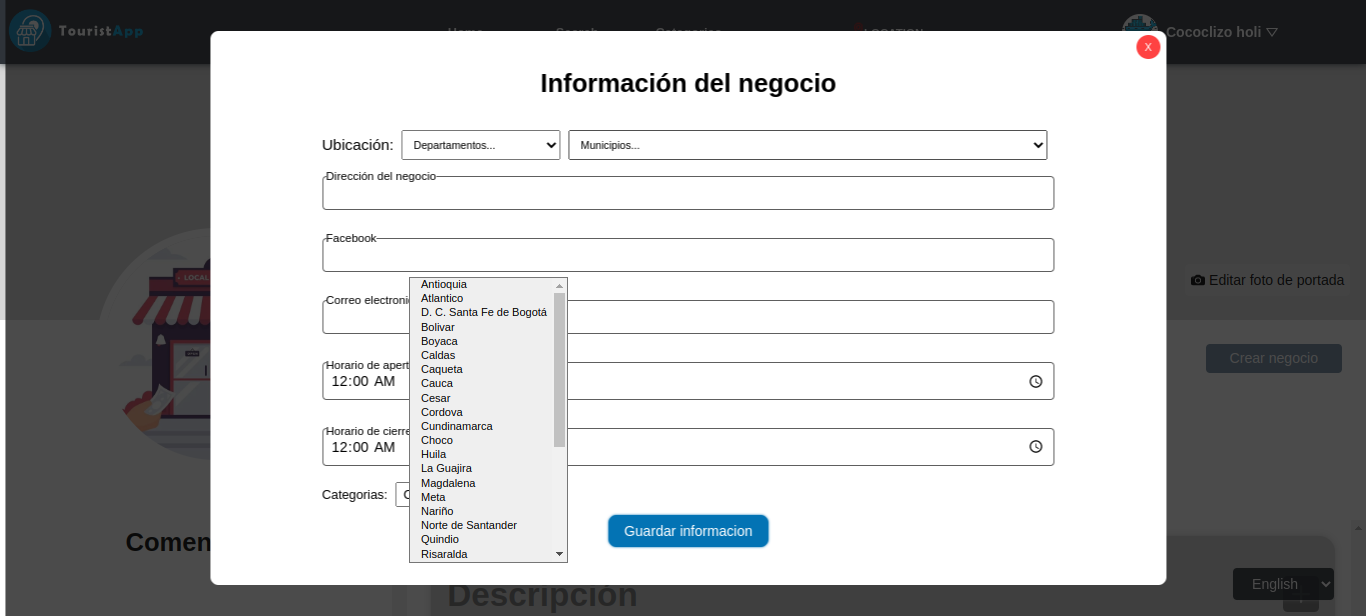 TouristApp
Home
Search
Categories
LOCATION
Cococlizo holi ▽
X
Información del negocio
Ubicación:
Departamentos...
Municipios...
Dirección del negocio
Facebook
Correo electroni
Horario de apert
12:00 AM
Horario de cierre
12:00 AM
Categorias:
Antioquia
Atlantico
D. C. Santa Fe de Bogotá
Bolivar
Boyaca
Caldas
Caqueta
Cauca
Cesar
Cordova
Cundinamarca
Choco
Huila
La Guajira
Magdalena
Meta
Nariño
Norte de Santander
Quindio
Risaralda
Guardar informacion
LOCAL
Editar foto de portada
Crear negocio
Comen
Descripción
English